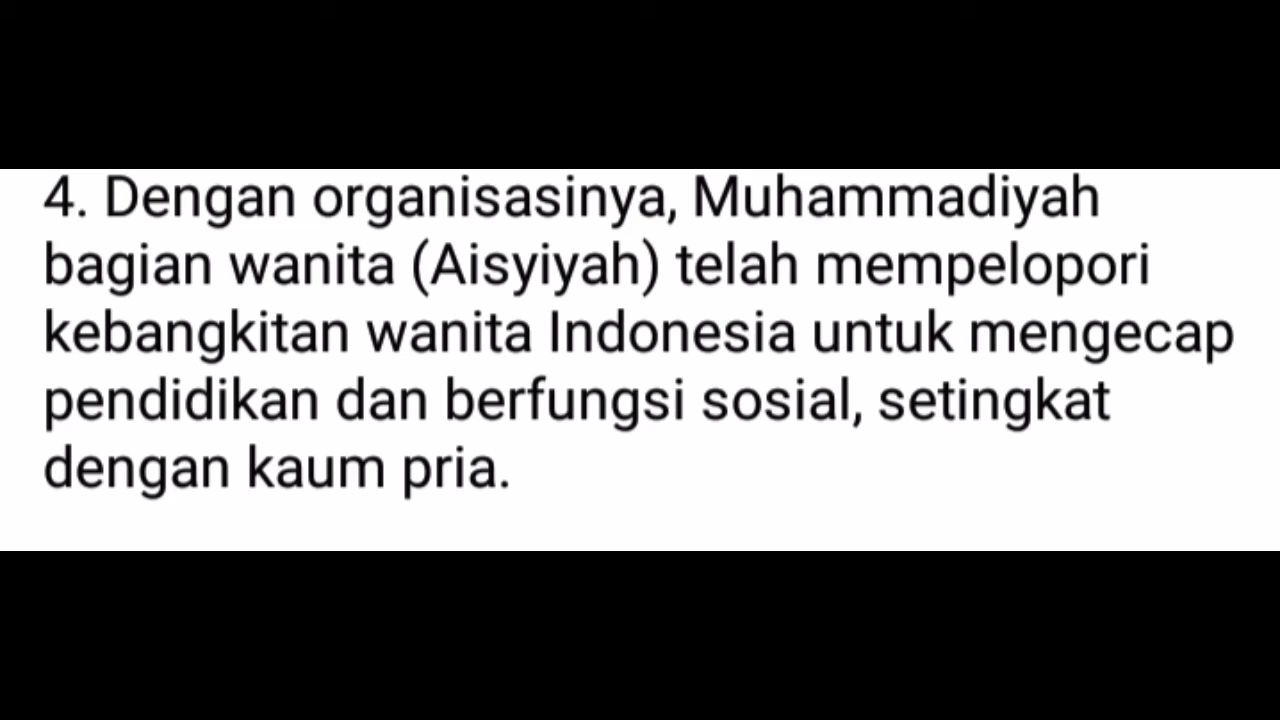 4. Dengan organisasinya, Muhammadiyah
bagian wanita (Aisyiyah) telah mempelopori
kebangkitan wanita Indonesia untuk mengecap
pendidikan dan berfungsi sosial, setingkat
dengan kaum pria.